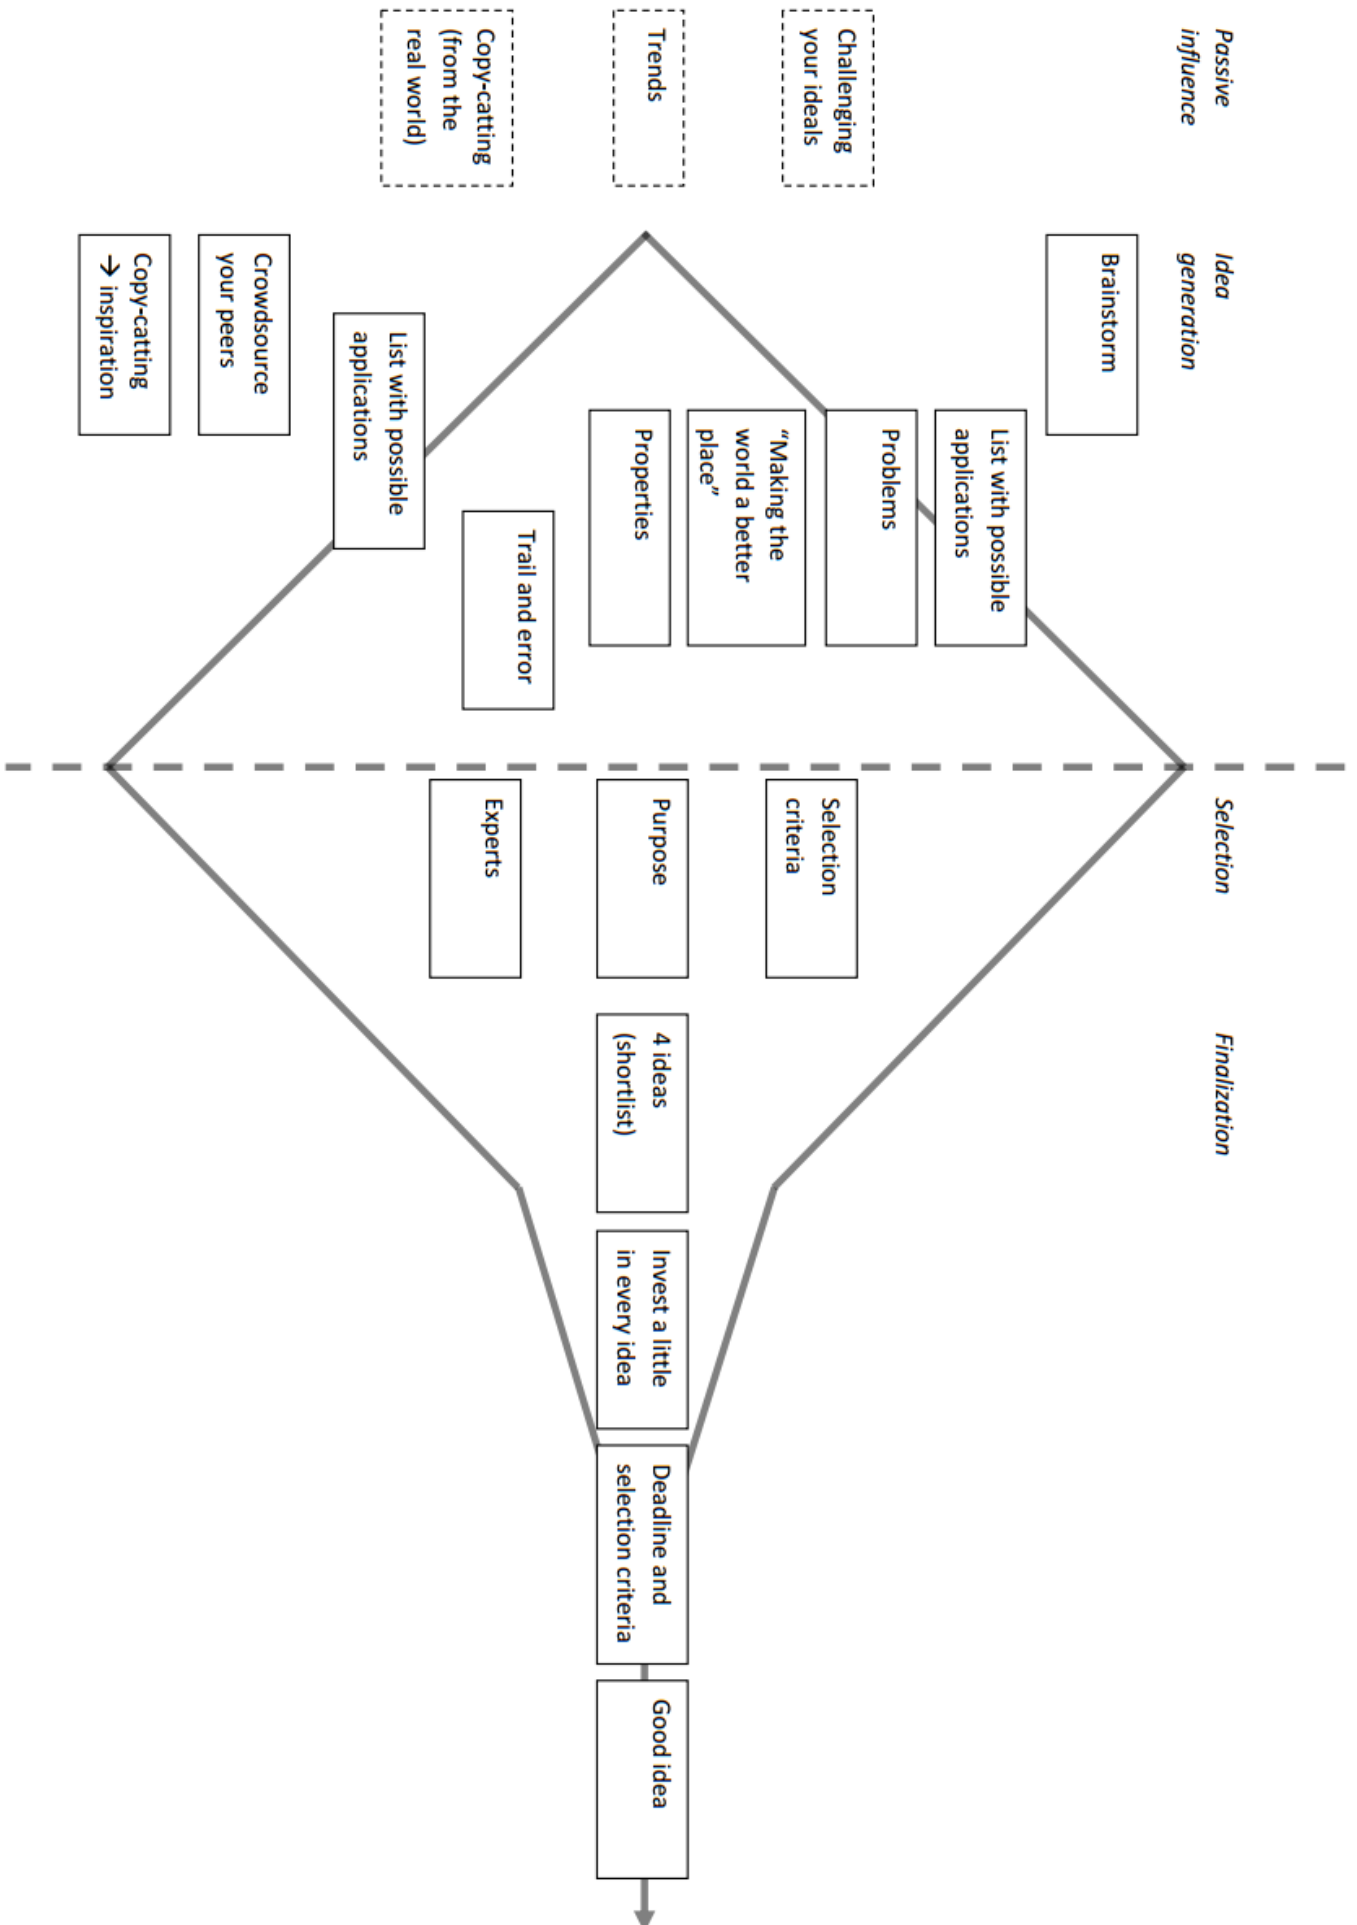 Passive
influence
Idea
generation
Selection
Finalization
Challenging
your ideals
Trends
Copy-catting
(from the
real world)
Brainstorm
List with possible
applications
Problems
“Making the
world a better
place”
Properties
Trail and error
List with possible
applications
Crowdsource
your peers
Copy-catting
→ inspiration
Selection
criteria
Purpose
Experts
4 ideas
(shortlist)
Invest a little
in every idea
Deadline and
selection criteria
Good idea